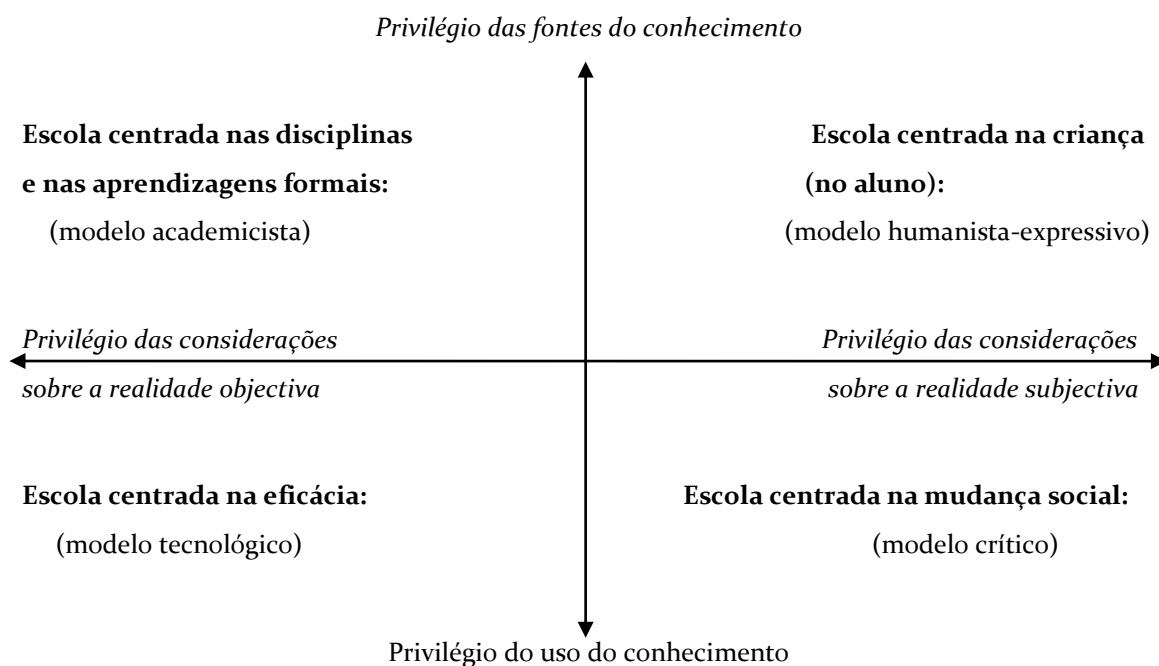 Privilégio das fontes do conhecimento
Escola centrada nas disciplinas
e nas aprendizagens formais:
(modelo academicista)
Escola centrada na criança
(no aluno):
(modelo humanista-expressivo)
Privilégio das considerações
sobre a realidade objectiva
Privilégio das considerações
sobre a realidade subjectiva
Escola centrada na eficácia:
(modelo tecnológico)
Escola centrada na mudança social:
(modelo crítico)
Privilégio do uso do conhecimento